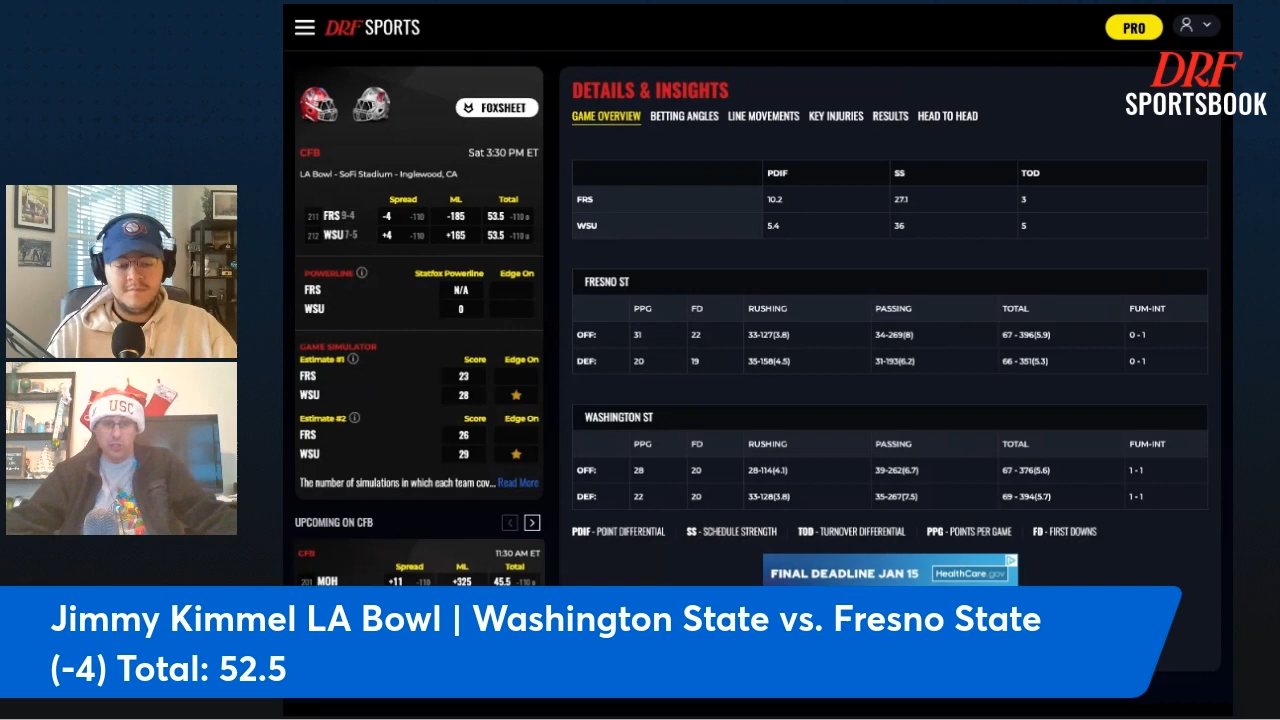 DRF SPORTS
PRO
DRF
SPORTSBOOK
FOXSHEET
CFB Sat 3:30 PM ET
LA Bowl - SoFi Stadium - Inglewood, CA
Spread ML Total
211 FRS 9-4 -4 -110 -185 53.5 -110 o
212 WSU 7-5 +4 -110 +165 53.5 -110 u
POWERLINE Statfox Powerline Edge On
FRS N/A
WSU 0
GAME SIMULATOR
Estimate #1 Score Edge On
FRS 23
WSU 28
Estimate #2 Score Edge On
FRS 26
WSU 29
The number of simulations in which each team cov... Read More
UPCOMING ON CFB
CFB 11:30 AM ET
Spread ML Total
201 MOH +11 -110 +325 45.5 -110 o
DETAILS & INSIGHTS
GAME OVERVIEW BETTING ANGLES LINE MOVEMENTS KEY INJURIES RESULTS HEAD TO HEAD
PDIF SS TOD
FRS 10.2 27.1 3
WSU 5.4 36 5
FRESNO ST
PPG FD RUSHING PASSING TOTAL FUM-INT
OFF: 31 22 33-127(3.8) 34-269(8) 67 - 396(5.9) 0 - 1
DEF: 20 19 35-158(4.5) 31-193(6.2) 66 - 351(5.3) 0 - 1
WASHINGTON ST
PPG FD RUSHING PASSING TOTAL FUM-INT
OFF: 28 20 28-114(4.1) 39-262(6.7) 67 - 376(5.6) 1 - 1
DEF: 22 20 33-128(3.8) 35-267(7.5) 69 - 394(5.7) 1 - 1
PDIF - POINT DIFFERENTIAL SS - SCHEDULE STRENGTH TOD - TURNOVER DIFFERENTIAL PPG - POINTS PER GAME FD - FIRST DOWNS
FINAL DEADLINE JAN 15 HealthCare.gov
USC
Jimmy Kimmel LA Bowl | Washington State vs. Fresno State
(-4) Total: 52.5